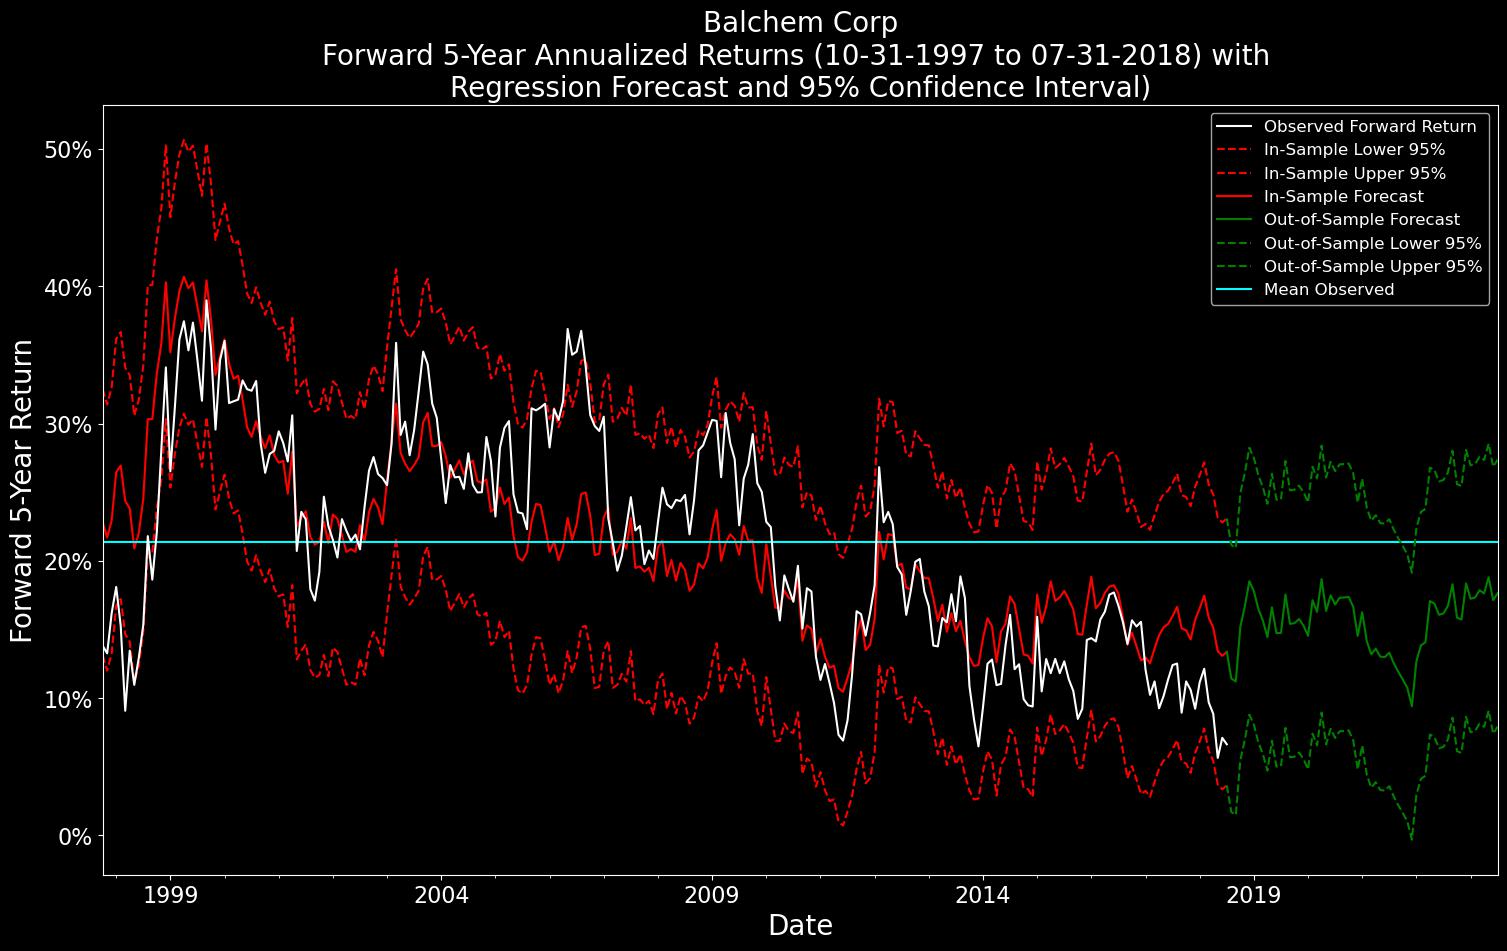 Balchem Corp
Forward 5-Year Annualized Returns (10-31-1997 to 07-31-2018) with
Regression Forecast and 95% Confidence Interval)
Observed Forward Return
In-Sample Lower 95%
In-Sample Upper 95%
In-Sample Forecast
Out-of-Sample Forecast
Out-of-Sample Lower 95%
Out-of-Sample Upper 95%
Mean Observed
Forward 5-Year Return
50%
40%
30%
20%
10%
0%
1999
2004
2009
2014
2019
Date